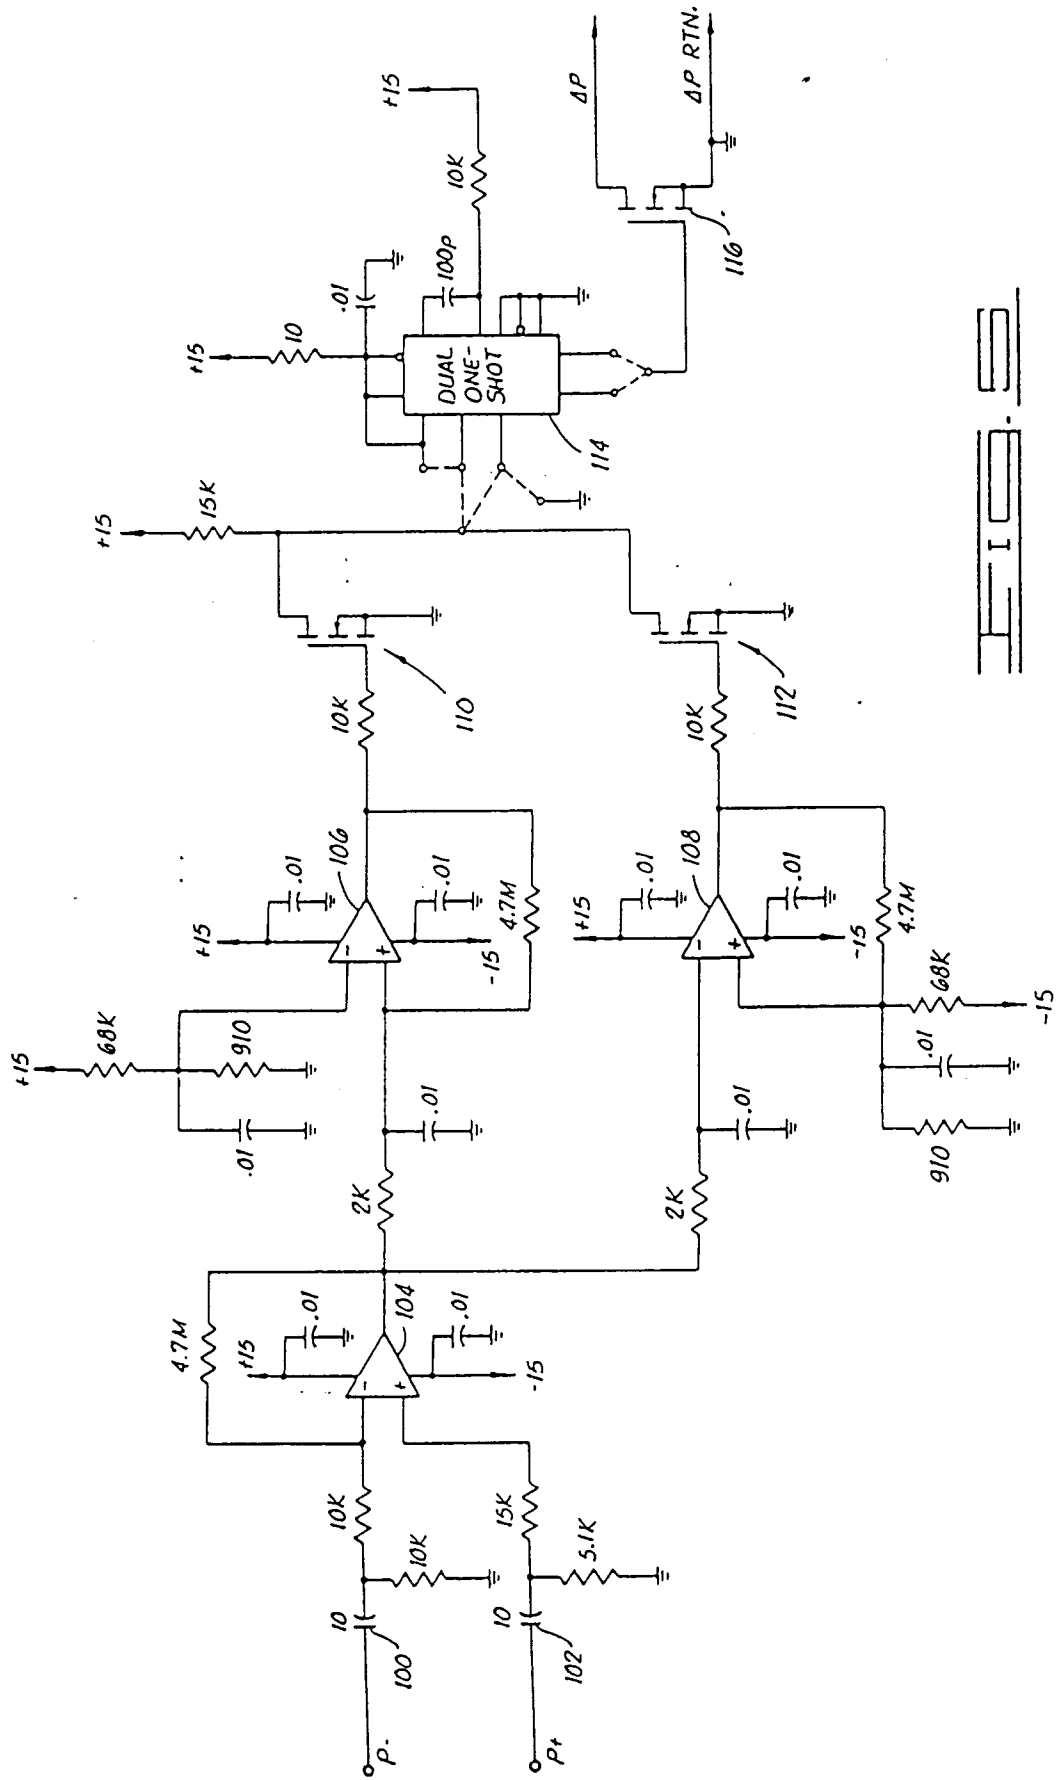 P-
P+
10
100
10
102
10K
10K
15K
5.1K
4.7M
+15
.01
-
+
104
.01
-15
2K
2K
+15
68K
910
.01
.01
+15
.01
-
+
106
.01
-15
4.7M
10K
110
.01
+15
.01
-
+
108
.01
-15
4.7M
68K
-15
.01
910
10K
112
+15
15K
+15
10
.01
DUAL
ONE-
SHOT
114
100P
10K
+15
116
ΔP
ΔP RTN.